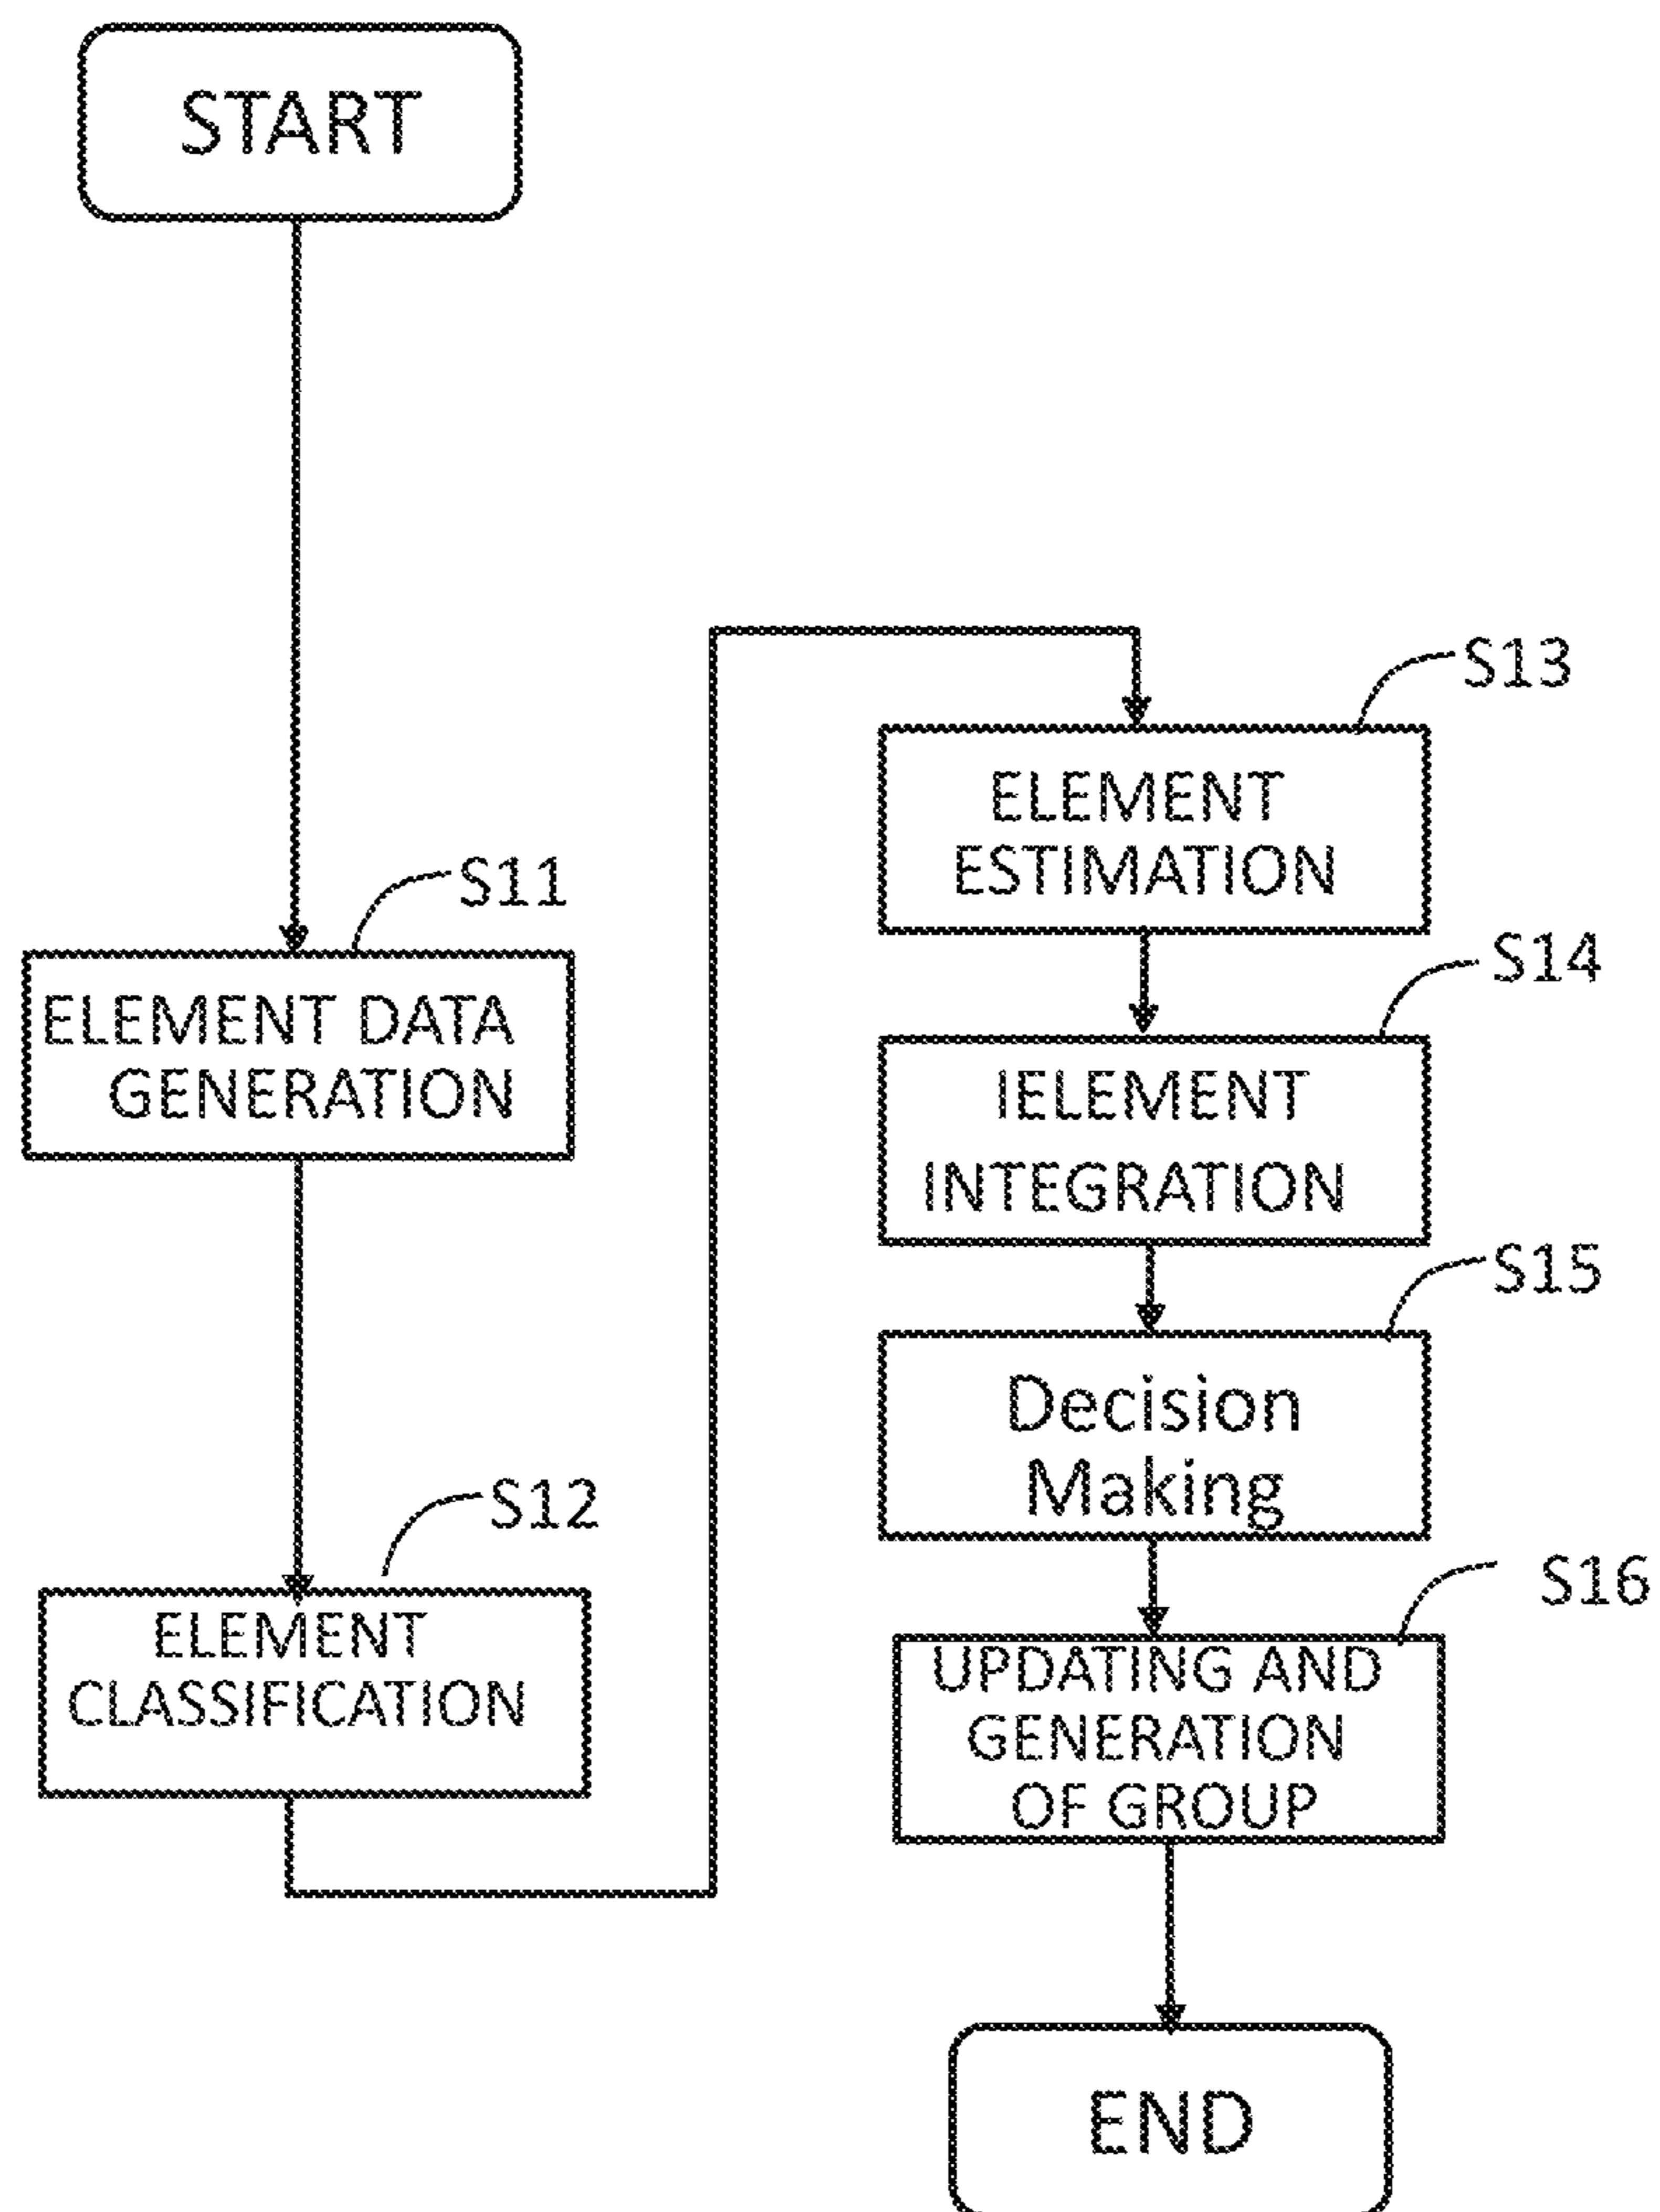 START
S11
ELEMENT DATA
GENERATION
S12
ELEMENT
CLASSIFICATION
S13
ELEMENT
ESTIMATION
S14
IELEMENT
INTEGRATION
S15
Decision
Making
S16
UPDATING AND
GENERATION
OF GROUP
END